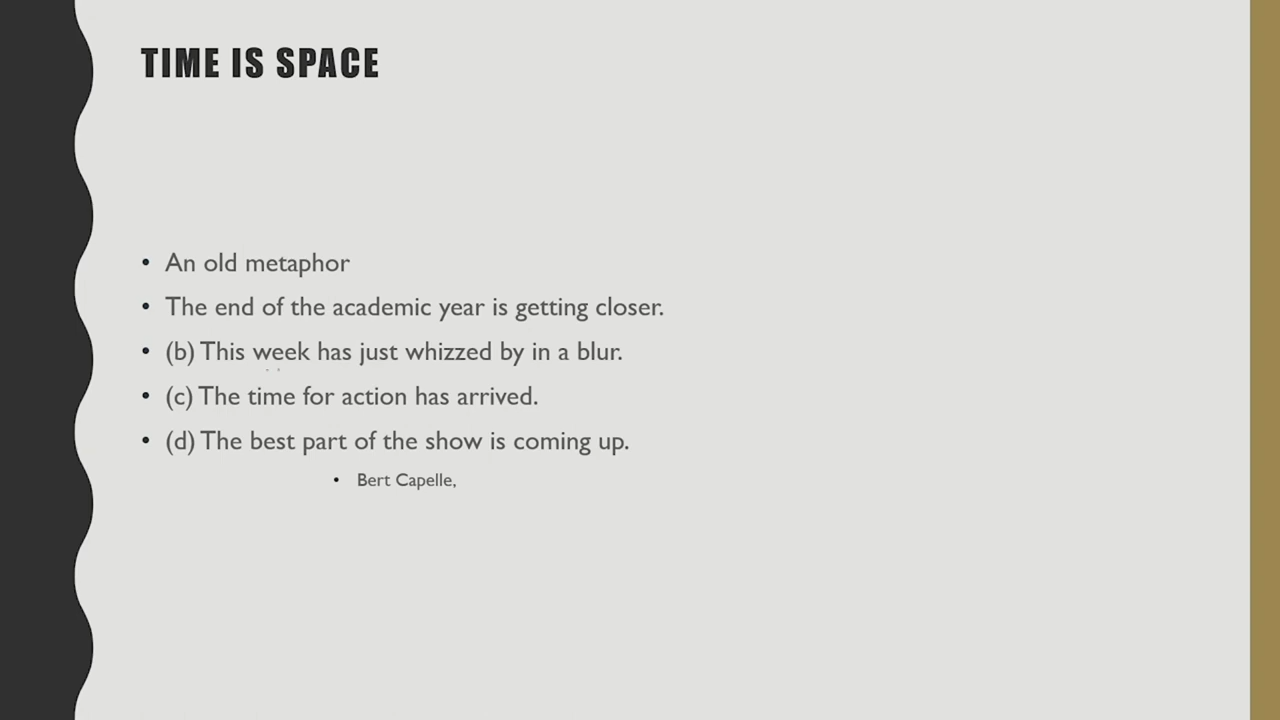 TIME IS SPACE
• An old metaphor
• The end of the academic year is getting closer.
• (b) This week has just whizzed by in a blur.
• (c) The time for action has arrived.
• (d) The best part of the show is coming up.
• Bert Capelle,